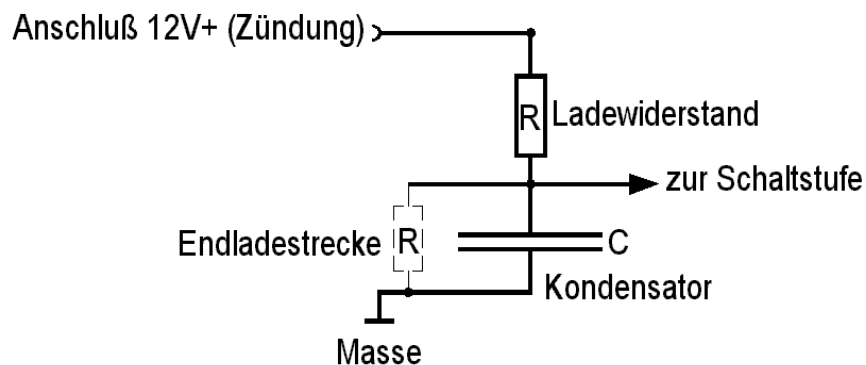 Anschluß 12V+ (Zündung)
R Ladewiderstand
zur Schaltstufe
Endladestrecke R
C
Kondensator
Masse